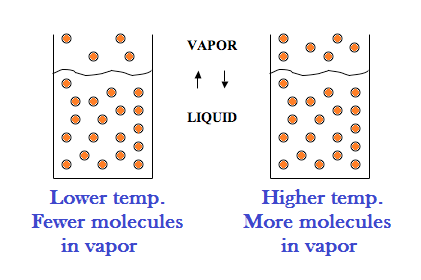 VAPOR
LIQUID
Lower temp.
Fewer molecules
in vapor
Higher temp.
More molecules
in vapor